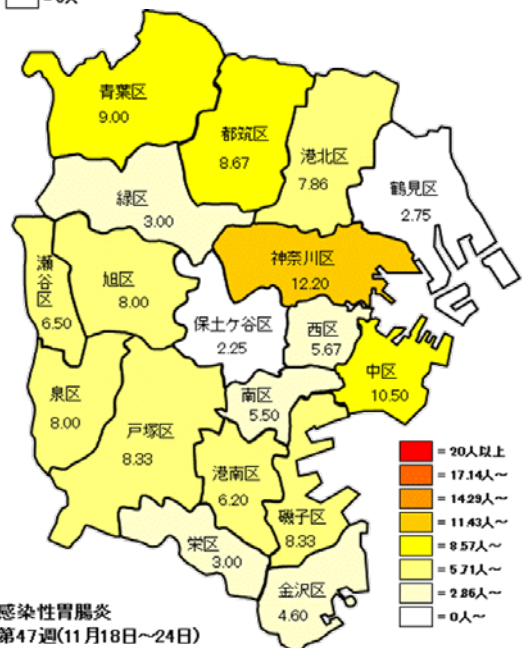 = 0人
青葉区
9.00
都筑区
8.67
港北区
7.86
鶴見区
2.75
緑区
3.00
神奈川区
12.20
瀬谷区
6.50
旭区
8.00
保土ケ谷区
2.25
西区
5.67
中区
10.50
泉区
8.00
戸塚区
8.33
南区
5.50
港南区
6.20
磯子区
8.33
栄区
3.00
金沢区
4.60
= 20人以上
= 17.14人～
= 14.29人～
= 11.43人～
= 8.57人～
= 5.71人～
= 2.86人～
= 0人～
感染性胃腸炎
第47週(11月18日～24日)